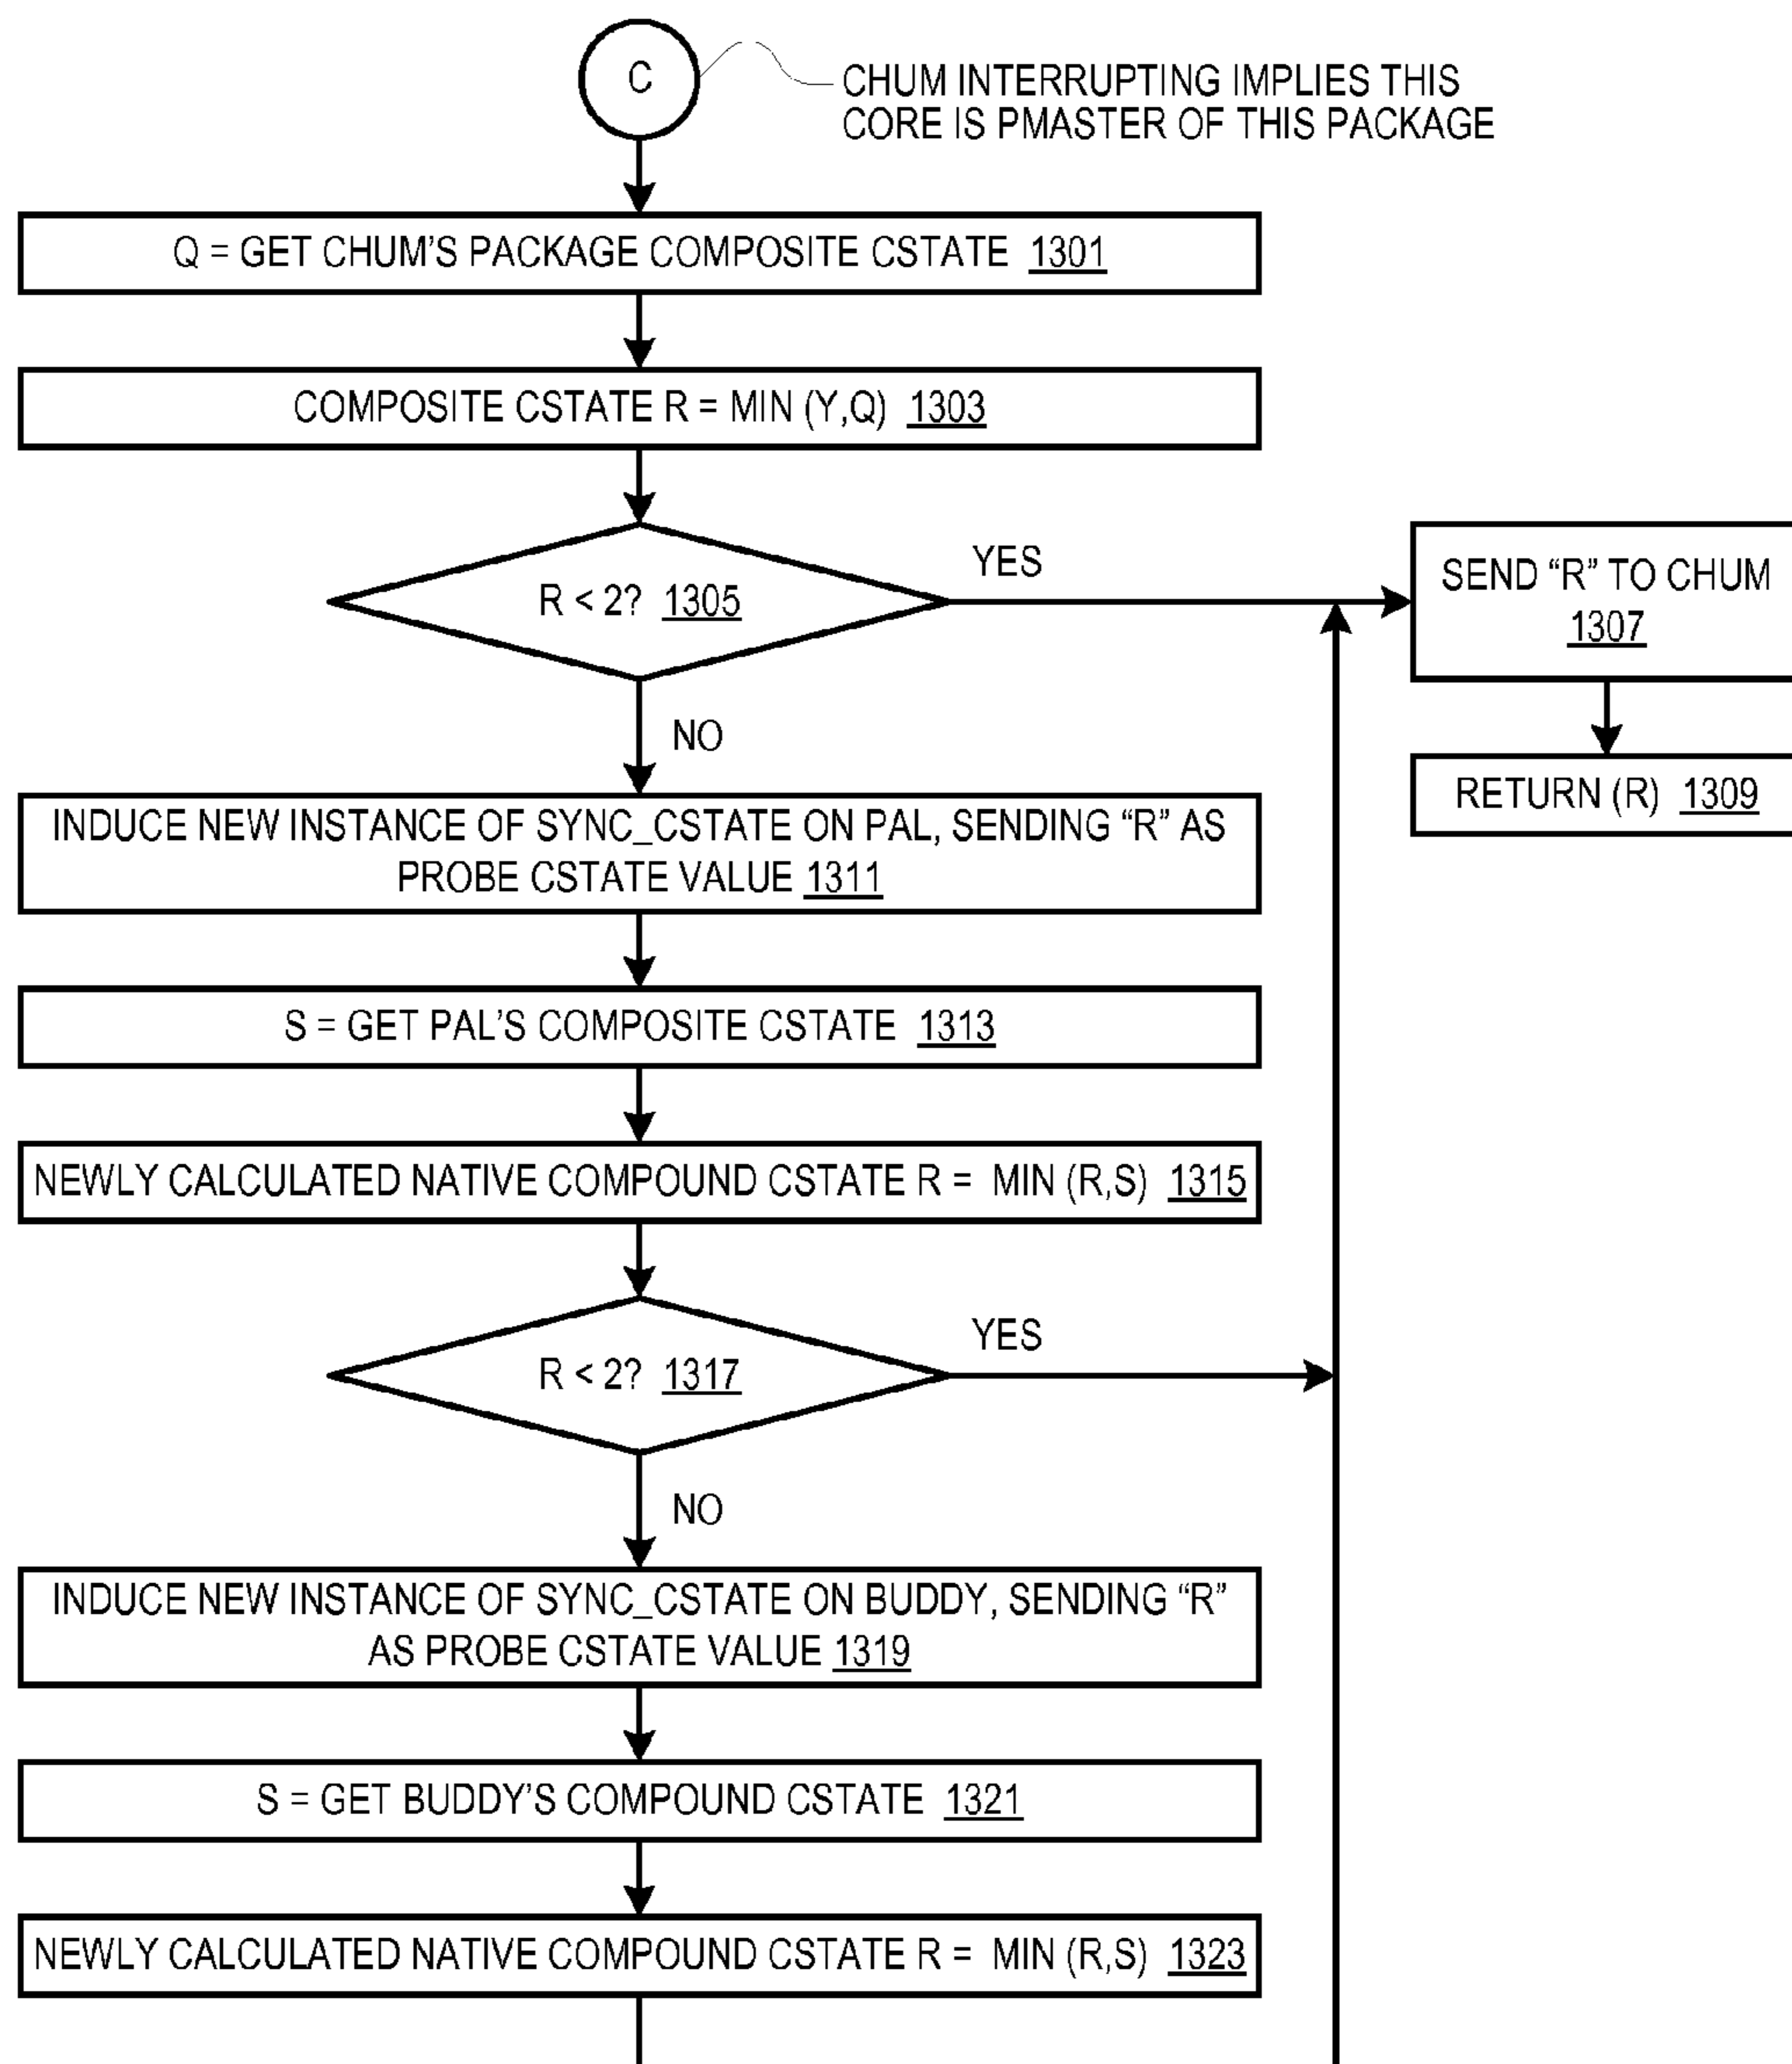 C
CHUM INTERRUPTING IMPLIES THIS
CORE IS PMASTER OF THIS PACKAGE
Q = GET CHUM'S PACKAGE COMPOSITE CSTATE 1301
COMPOSITE CSTATE R = MIN (Y,Q) 1303
R < 2? 1305
YES
SEND “R” TO CHUM
1307
RETURN (R) 1309
NO
INDUCE NEW INSTANCE OF SYNC_CSTATE ON PAL, SENDING “R” AS
PROBE CSTATE VALUE 1311
S = GET PAL'S COMPOSITE CSTATE 1313
NEWLY CALCULATED NATIVE COMPOUND CSTATE R = MIN (R,S) 1315
R < 2? 1317
YES
NO
INDUCE NEW INSTANCE OF SYNC_CSTATE ON BUDDY, SENDING “R”
AS PROBE CSTATE VALUE 1319
S = GET BUDDY'S COMPOUND CSTATE 1321
NEWLY CALCULATED NATIVE COMPOUND CSTATE R = MIN (R,S) 1323